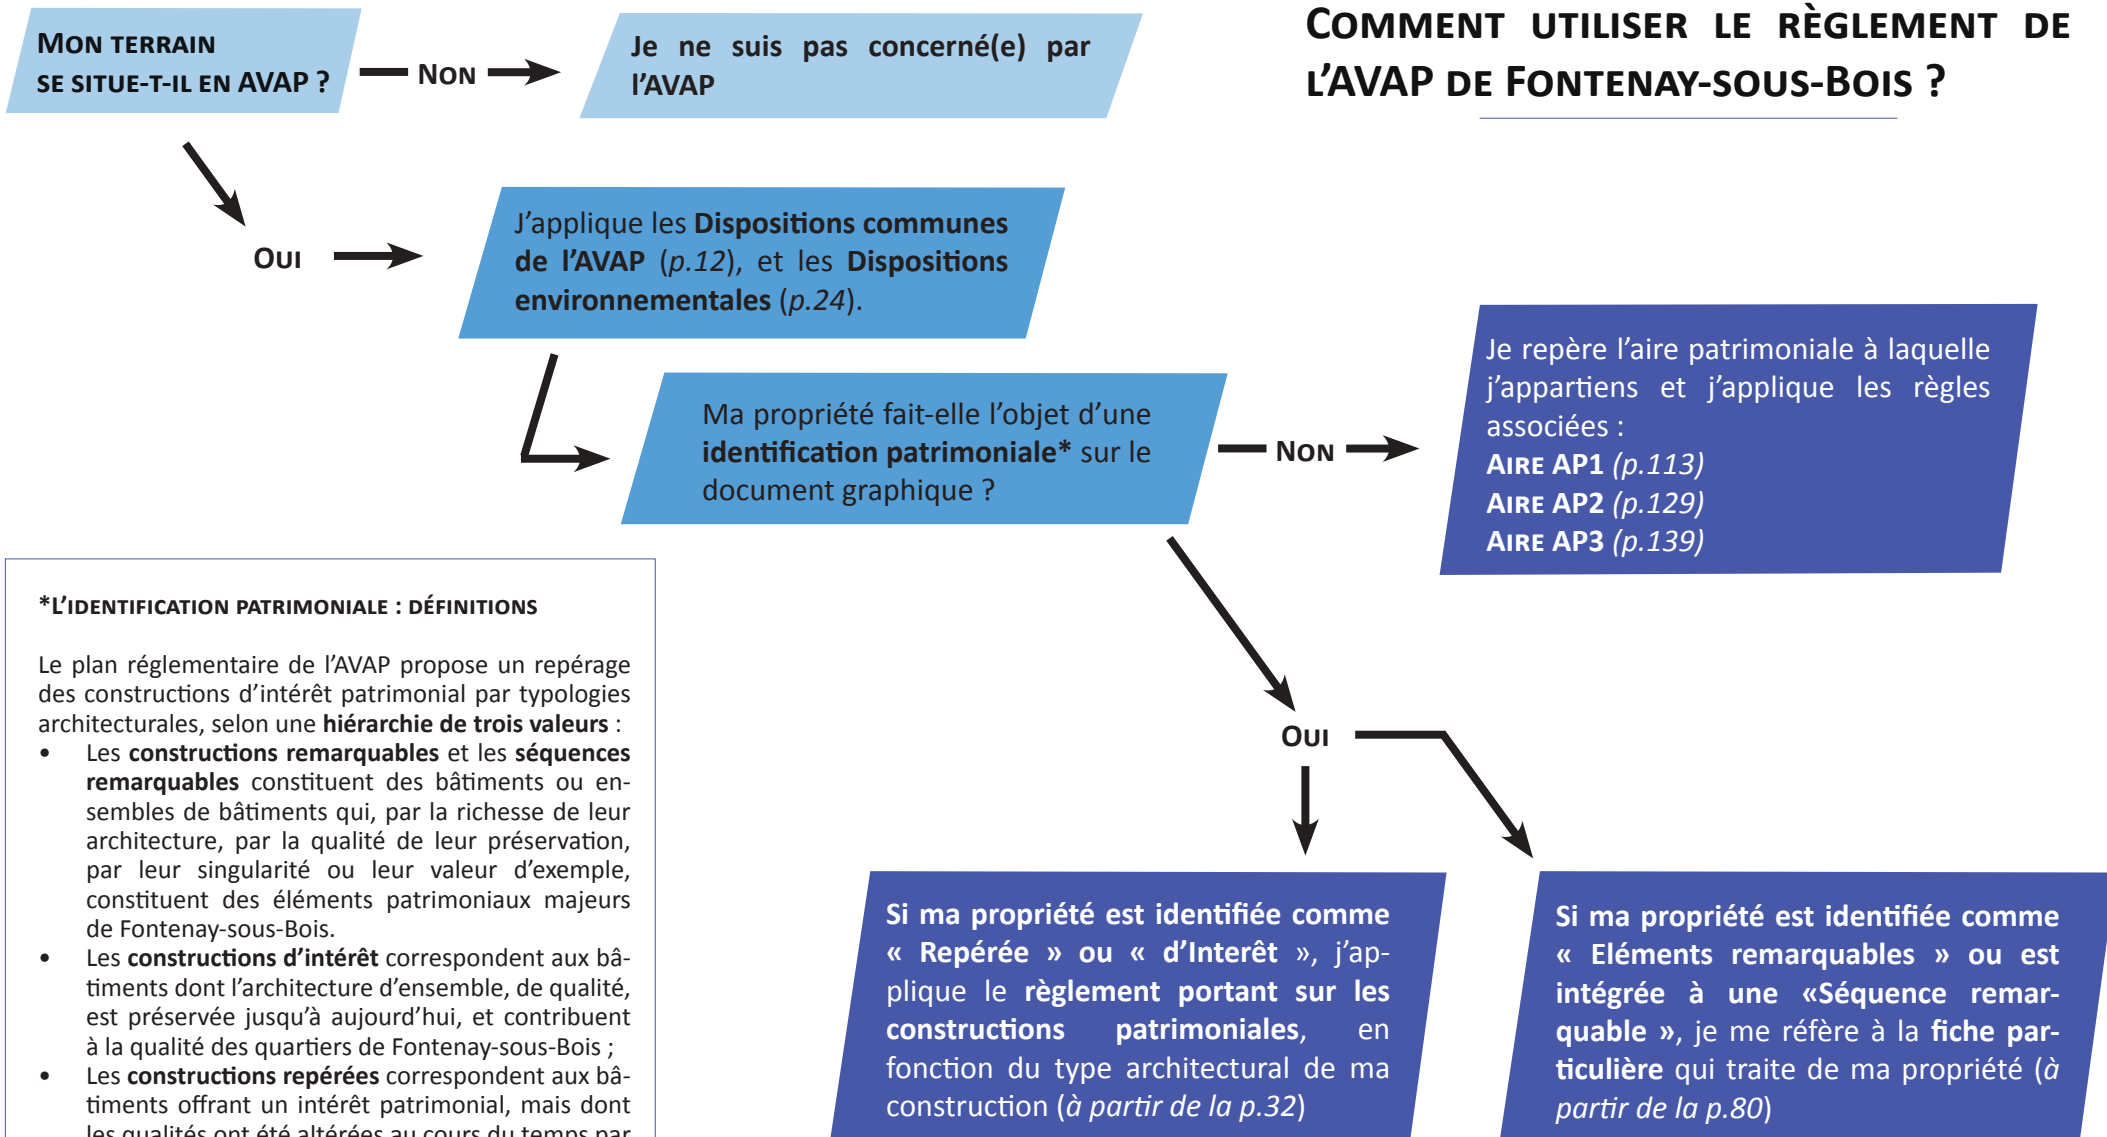 COMMENT UTILISER LE RÈGLEMENT DE
L’AVAP DE FONTENAY-SOUS-BOIS ?
MON TERRAIN
SE SITUE-T-IL EN AVAP ?
NON
Je ne suis pas concerné(e) par
l’AVAP
OUI
J’applique les Dispositions communes
de l’AVAP (p.12), et les Dispositions
environnementales (p.24).
Ma propriété fait-elle l’objet d’une
identification patrimoniale* sur le
document graphique ?
NON
Je repère l’aire patrimoniale à laquelle
j’appartiens et j’applique les règles
associées :
AIRE AP1 (p.113)
AIRE AP2 (p.129)
AIRE AP3 (p.139)
OUI
Si ma propriété est identifiée comme
« Repérée » ou « d’Interêt », j’ap-
plique le règlement portant sur les
constructions patrimoniales, en
fonction du type architectural de ma
construction (à partir de la p.32)
Si ma propriété est identifiée comme
« Eléments remarquables » ou est
intégrée à une «Séquence remar-
quable », je me réfère à la fiche par-
ticulière qui traite de ma propriété (à
partir de la p.80)
*L’IDENTIFICATION PATRIMONIALE : DÉFINITIONS
Le plan réglementaire de l’AVAP propose un repérage
des constructions d’intérêt patrimonial par typologies
architecturales, selon une hiérarchie de trois valeurs :
• Les constructions remarquables et les séquences
remarquables constituent des bâtiments ou en-
sembles de bâtiments qui, par la richesse de leur
architecture, par la qualité de leur préservation,
par leur singularité ou leur valeur d’exemple,
constituent des éléments patrimoniaux majeurs
de Fontenay-sous-Bois.
• Les constructions d’intérêt correspondent aux bâ-
timents dont l’architecture d’ensemble, de qualité,
est préservée jusqu’à aujourd’hui, et contribuent
à la qualité des quartiers de Fontenay-sous-Bois ;
• Les constructions repérées correspondent aux bâ-
timents offrant un intérêt patrimonial, mais dont
les qualités ont été altérées au cours du temps par